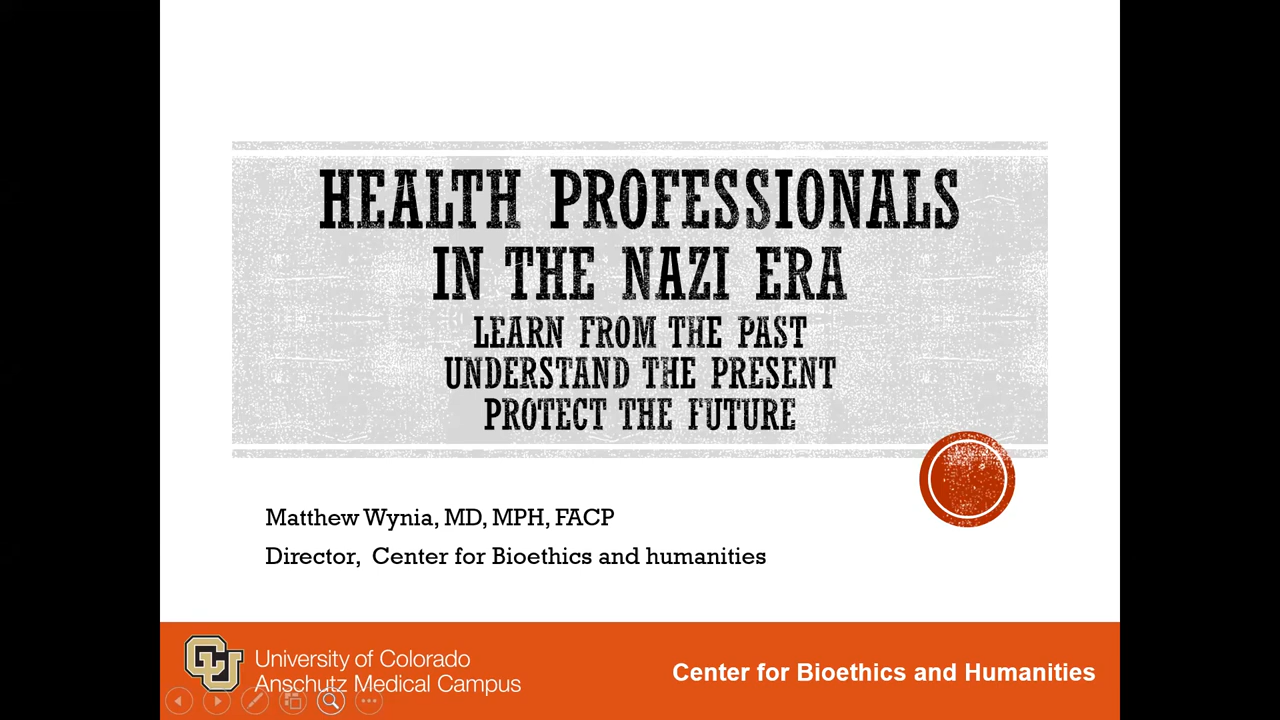 HEALTH PROFESSIONALS
IN THE NAZI ERA
LEARN FROM THE PAST
UNDERSTAND THE PRESENT
PROTECT THE FUTURE
Matthew Wynia, MD, MPH, FACP
Director, Center for Bioethics and humanities
CU
University of Colorado
Anschutz Medical Campus
Center for Bioethics and Humanities